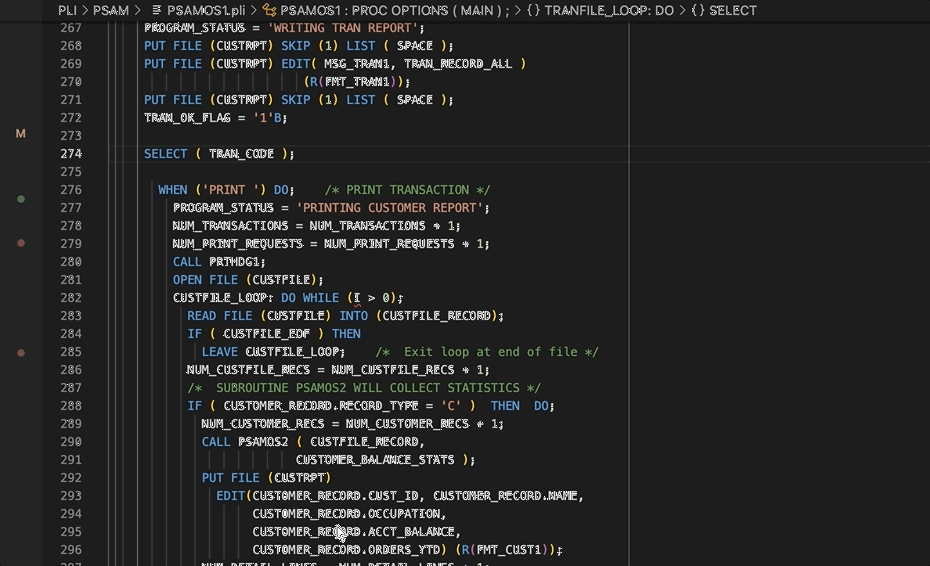 PLI > PSAM > PSAMOS1.pli > PSAMOS1 : PROC OPTIONS ( MAIN ) ; > {} TRANFILE_LOOP: DO > {} SELECT
267 PROGRAM_STATUS = 'WRITING TRAN REPORT';
268 PUT FILE (CUSTRPT) SKIP (1) LIST ( SPACE );
269 PUT FILE (CUSTRPT) EDIT( MSG_TRAN1, TRAN_RECORD_ALL )
270 (R(FMT_TRAN1));
271 PUT FILE (CUSTRPT) SKIP (1) LIST ( SPACE );
272 TRAN_OK_FLAG = '1'B;
M
273
274 SELECT ( TRAN_CODE );
275
276 WHEN ('PRINT ') DO; /* PRINT TRANSACTION */
277 PROGRAM_STATUS = 'PRINTING CUSTOMER REPORT';
278 NUM_TRANSACTIONS = NUM_TRANSACTIONS + 1;
279 NUM_PRINT_REQUESTS = NUM_PRINT_REQUESTS + 1;
280 CALL PRTHDG1;
281 OPEN FILE (CUSTFILE);
282 CUSTFILE_LOOP: DO WHILE (1 > 0);
283 READ FILE (CUSTFILE) INTO (CUSTFILE_RECORD);
284 IF ( CUSTFILE_EOF ) THEN
285 LEAVE CUSTFILE_LOOP; /* Exit loop at end of file */
286 NUM_CUSTFILE_RECS = NUM_CUSTFILE_RECS + 1;
287 /* SUBROUTINE PSAMOS2 WILL COLLECT STATISTICS */
288 IF ( CUSTOMER_RECORD.RECORD_TYPE = 'C' ) THEN DO;
289 NUM_CUSTOMER_RECS = NUM_CUSTOMER_RECS + 1;
290 CALL PSAMOS2 ( CUSTFILE_RECORD,
291 CUSTOMER_BALANCE_STATS );
292 PUT FILE (CUSTRPT)
293 EDIT(CUSTOMER_RECORD.CUST_ID, CUSTOMER_RECORD.NAME,
294 CUSTOMER_RECORD.OCCUPATION,
295 CUSTOMER_RECORD.ACCT_BALANCE,
296 CUSTOMER_RECORD.ORDERS_YTD) (R(FMT_CUST1));